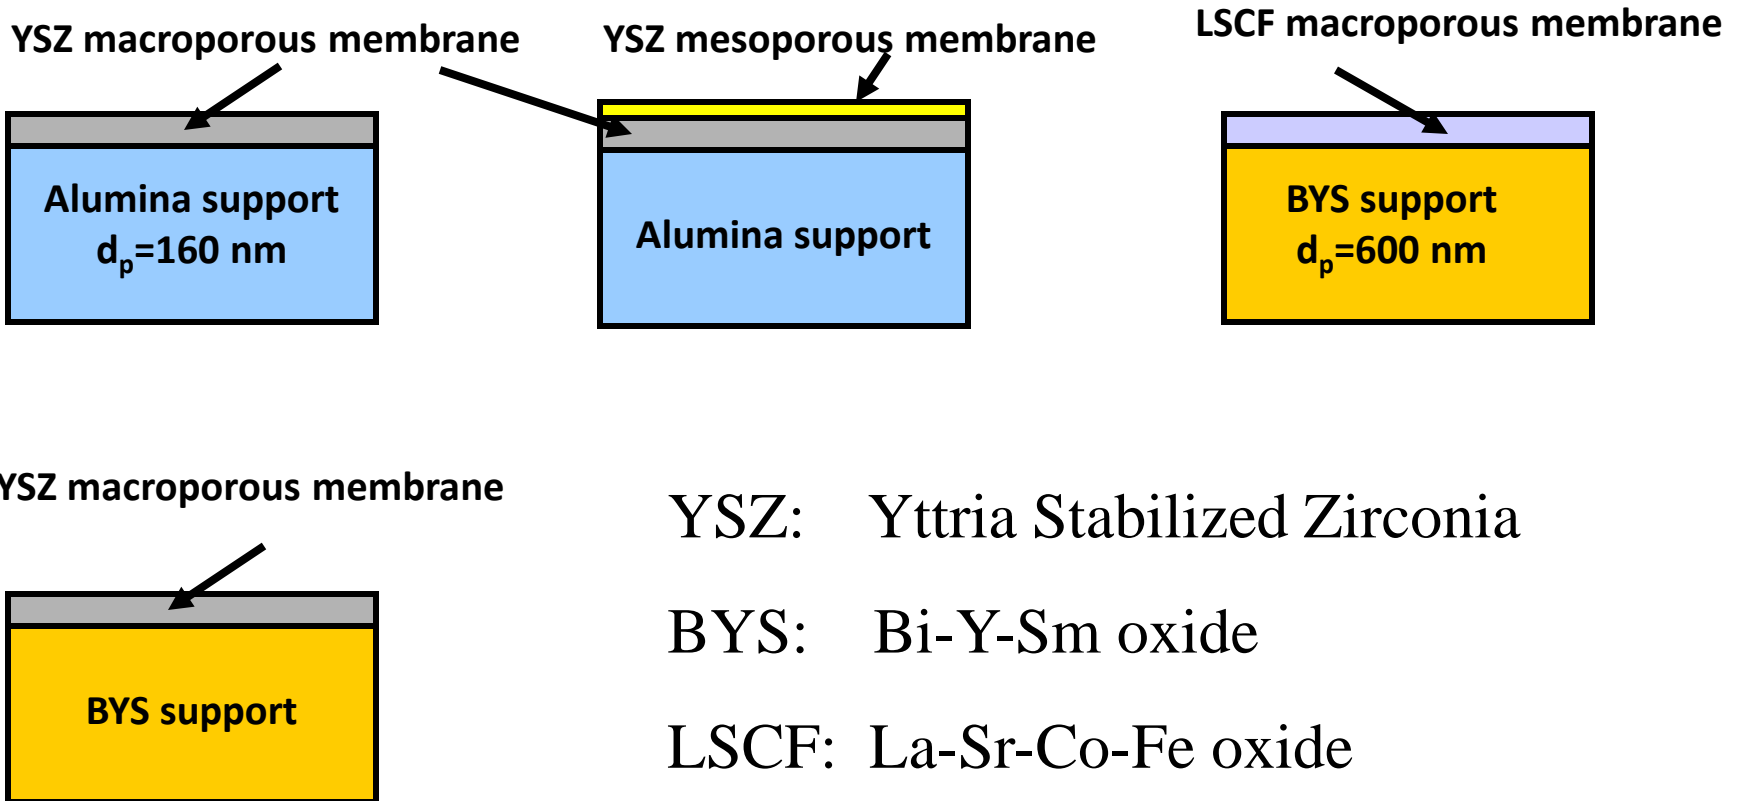 YSZ macroporous membrane
YSZ mesoporous membrane
LSCF macroporous membrane
Alumina support
dp=160 nm
Alumina support
BYS support
dp=600 nm
YSZ macroporous membrane
BYS support
YSZ: Yttria Stabilized Zirconia
BYS: Bi-Y-Sm oxide
LSCF: La-Sr-Co-Fe oxide